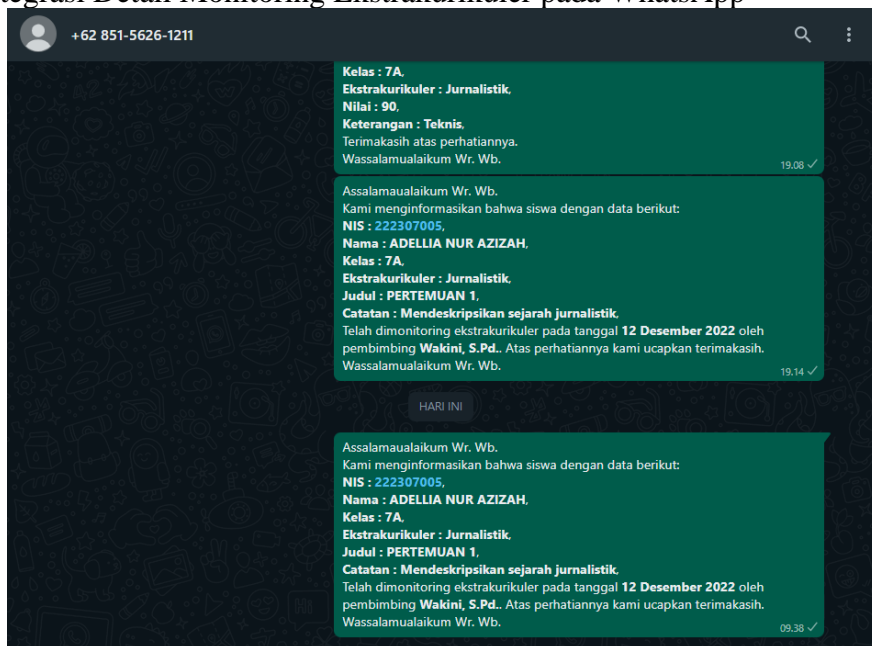 tegrasi Detail Monitoring Ekstrakurikuler pada WhatsApp
+62 851-5626-1211
Kelas : 7A,
Ekstrakurikuler : Jurnalistik,
Nilai : 90,
Keterangan : Teknis,
Terimakasih atas perhatiannya.
Wassalamualaikum Wr. Wb.
19.08
Assalamaualaikum Wr. Wb.
Kami menginformasikan bahwa siswa dengan data berikut:
NIS : 222307005,
Nama : ADELLIA NUR AZIZAH,
Kelas : 7A,
Ekstrakurikuler : Jurnalistik,
Judul : PERTEMUAN 1,
Catatan : Mendeskripsikan sejarah jurnalistik,
Telah dimonitoring ekstrakurikuler pada tanggal 12 Desember 2022 oleh
pembimbing Wakini, S.Pd.. Atas perhatiannya kami ucapkan terimakasih.
Wassalamualaikum Wr. Wb.
19.14
HARI INI
Assalamaualaikum Wr. Wb.
Kami menginformasikan bahwa siswa dengan data berikut:
NIS : 222307005,
Nama : ADELLIA NUR AZIZAH,
Kelas : 7A,
Ekstrakurikuler : Jurnalistik,
Judul : PERTEMUAN 1,
Catatan : Mendeskripsikan sejarah jurnalistik,
Telah dimonitoring ekstrakurikuler pada tanggal 12 Desember 2022 oleh
pembimbing Wakini, S.Pd.. Atas perhatiannya kami ucapkan terimakasih.
Wassalamualaikum Wr. Wb.
09.38